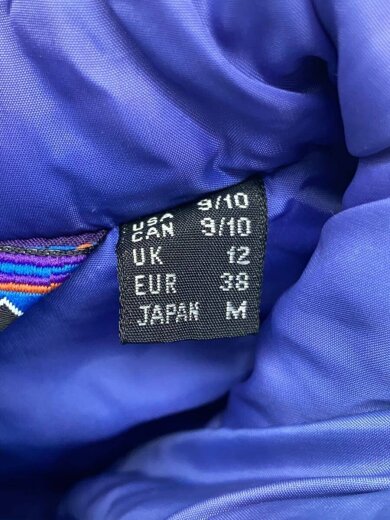 USA 9/10
CAN 9/10
UK 12
EUR 38
JAPAN M